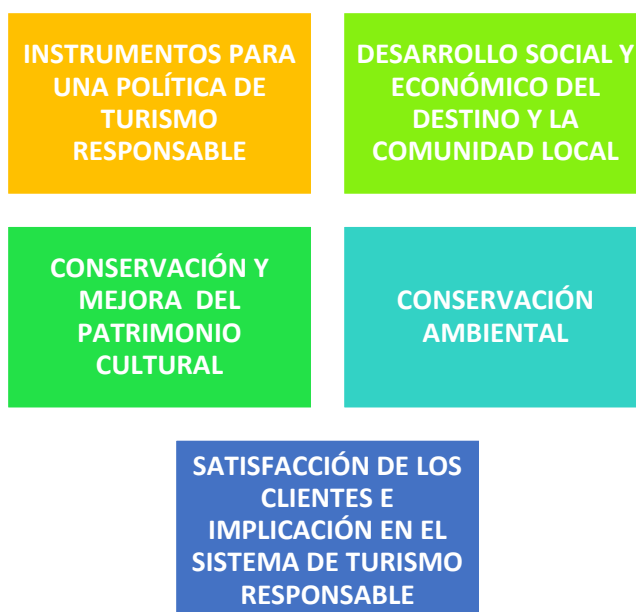 INSTRUMENTOS PARA
UNA POLÍTICA DE
TURISMO
RESPONSABLE
DESARROLLO SOCIAL Y
ECONÓMICO DEL
DESTINO Y LA
COMUNIDAD LOCAL
CONSERVACIÓN Y
MEJORA DEL
PATRIMONIO
CULTURAL
CONSERVACIÓN
AMBIENTAL
SATISFACCIÓN DE LOS
CLIENTES E
IMPLICACIÓN EN EL
SISTEMA DE TURISMO
RESPONSABLE